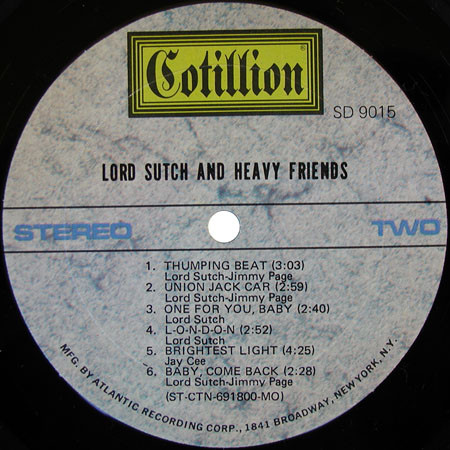 Cotillion®
SD 9015
LORD SUTCH AND HEAVY FRIENDS
STEREO TWO
1. THUMPING BEAT (3:03)
Lord Sutch-Jimmy Page
2. UNION JACK CAR (2:59)
Lord Sutch-Jimmy Page
3. ONE FOR YOU, BABY (2:40)
Lord Sutch
4. L-O-N-D-O-N (2:52)
Lord Sutch
5. BRIGHTEST LIGHT (4:25)
Jay Cee
6. BABY, COME BACK (2:28)
Lord Sutch-Jimmy Page
(ST-CTN-691800-MO)
MFG. BY ATLANTIC RECORDING CORP., 1841 BROADWAY, NEW YORK, N.Y.